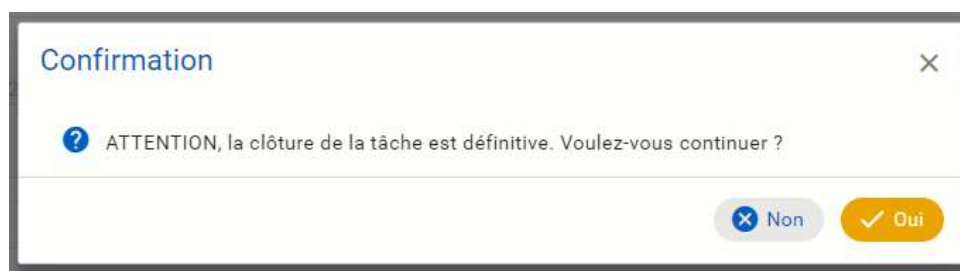 Confirmation
ATTENTION, la clôture de la tâche est définitive. Voulez-vous continuer ?
Non
Oui